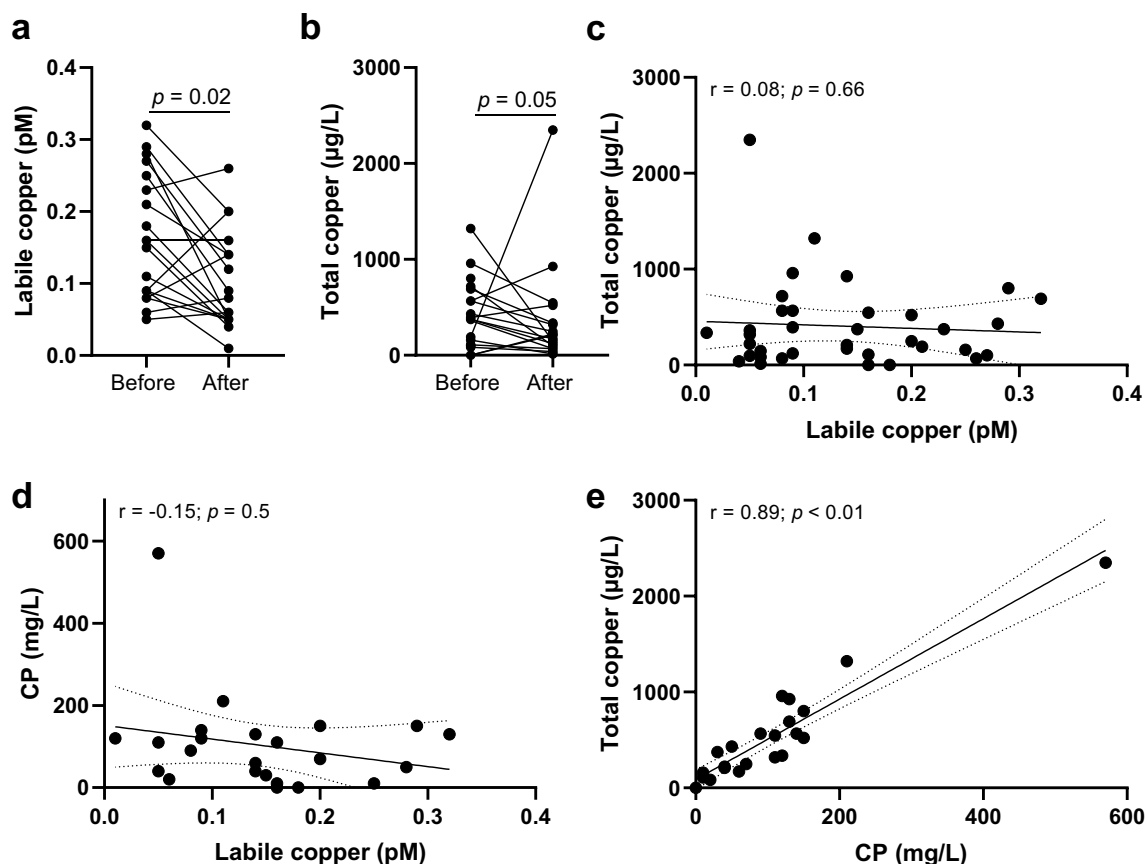 a
Labile copper (pM)
0.4
0.3
0.2
0.1
0.0
p = 0.02
Before After
b
Total copper (µg/L)
3000
2000
1000
0
p = 0.05
Before After
c
Total copper (µg/L)
3000
2000
1000
0
r = 0.08; p = 0.66
0.0 0.1 0.2 0.3 0.4
Labile copper (pM)
d
CP (mg/L)
600
400
200
0
r = -0.15; p = 0.5
0.0 0.1 0.2 0.3 0.4
Labile copper (pM)
e
Total copper (µg/L)
3000
2000
1000
0
r = 0.89; p < 0.01
0 200 400 600
CP (mg/L)